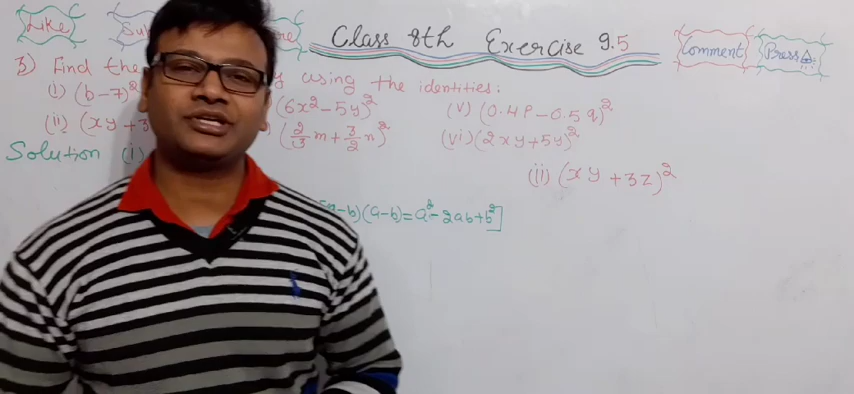 Like
Class 8th Exercise 9.5
Comment
Press
3) Find the using the identities:
(i) (b-7)² (6x²-5y)² (v) (0.4p-0.5q)²
(ii) (xy+3 (2/3 m + 3/2 n)² (vi) (2xy+5y)²
Solution (i) (ii) (xy+3z)²
-b)(a-b)=a²-2ab+b²]